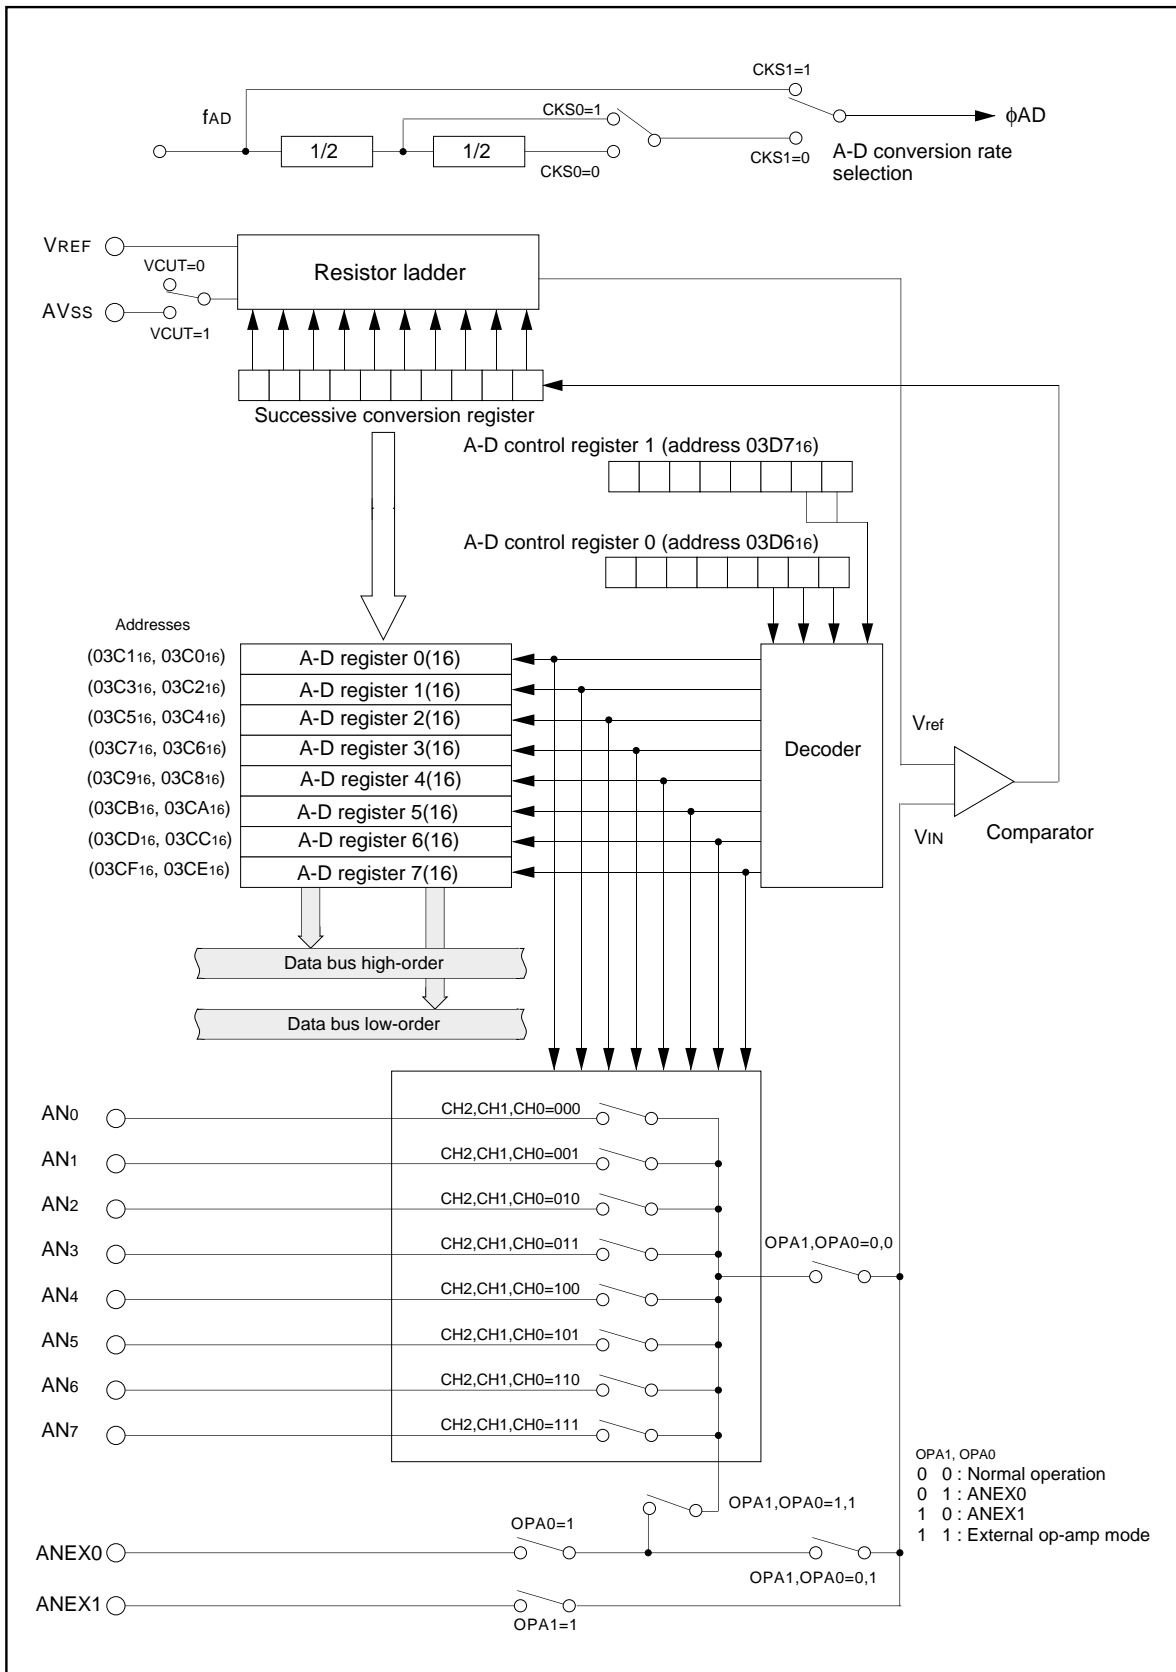 CKS1=1
fAD
CKS0=1
φAD
1/2
1/2
CKS0=0
CKS1=0
A-D conversion rate
selection
VREF
VCUT=0
Resistor ladder
AVSS
VCUT=1
Successive conversion register
A-D control register 1 (address 03D716)
A-D control register 0 (address 03D616)
Addresses
(03C116, 03C016)
A-D register 0(16)
(03C316, 03C216)
A-D register 1(16)
(03C516, 03C416)
A-D register 2(16)
(03C716, 03C616)
A-D register 3(16)
(03C916, 03C816)
A-D register 4(16)
(03CB16, 03CA16)
A-D register 5(16)
(03CD16, 03CC16)
A-D register 6(16)
(03CF16, 03CE16)
A-D register 7(16)
Decoder
Vref
VIN
Comparator
Data bus high-order
Data bus low-order
AN0
CH2,CH1,CH0=000
AN1
CH2,CH1,CH0=001
AN2
CH2,CH1,CH0=010
AN3
CH2,CH1,CH0=011
OPA1,OPA0=0,0
AN4
CH2,CH1,CH0=100
AN5
CH2,CH1,CH0=101
AN6
CH2,CH1,CH0=110
AN7
CH2,CH1,CH0=111
OPA1, OPA0
0 0 : Normal operation
0 1 : ANEX0
1 0 : ANEX1
1 1 : External op-amp mode
OPA1,OPA0=1,1
OPA0=1
ANEX0
OPA1,OPA0=0,1
ANEX1
OPA1=1